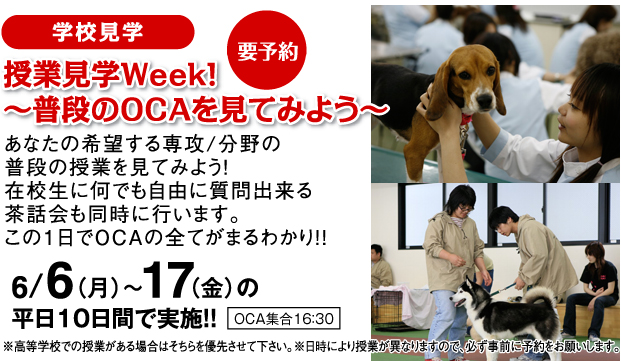 学校見学
要予約
授業見学Week!
～普段のOCAを見てみよう～
あなたの希望する専攻/分野の
普段の授業を見てみよう!
在校生に何でも自由に質問出来る
茶話会も同時に行います。
この1日でOCAの全てがまるわかり!!
6/6(月)～17(金)の
平日10日間で実施!! OCA集合16:30
※高等学校での授業がある場合はそちらを優先させて下さい。※日時により授業が異なりますので、必ず事前に予約をお願いします。